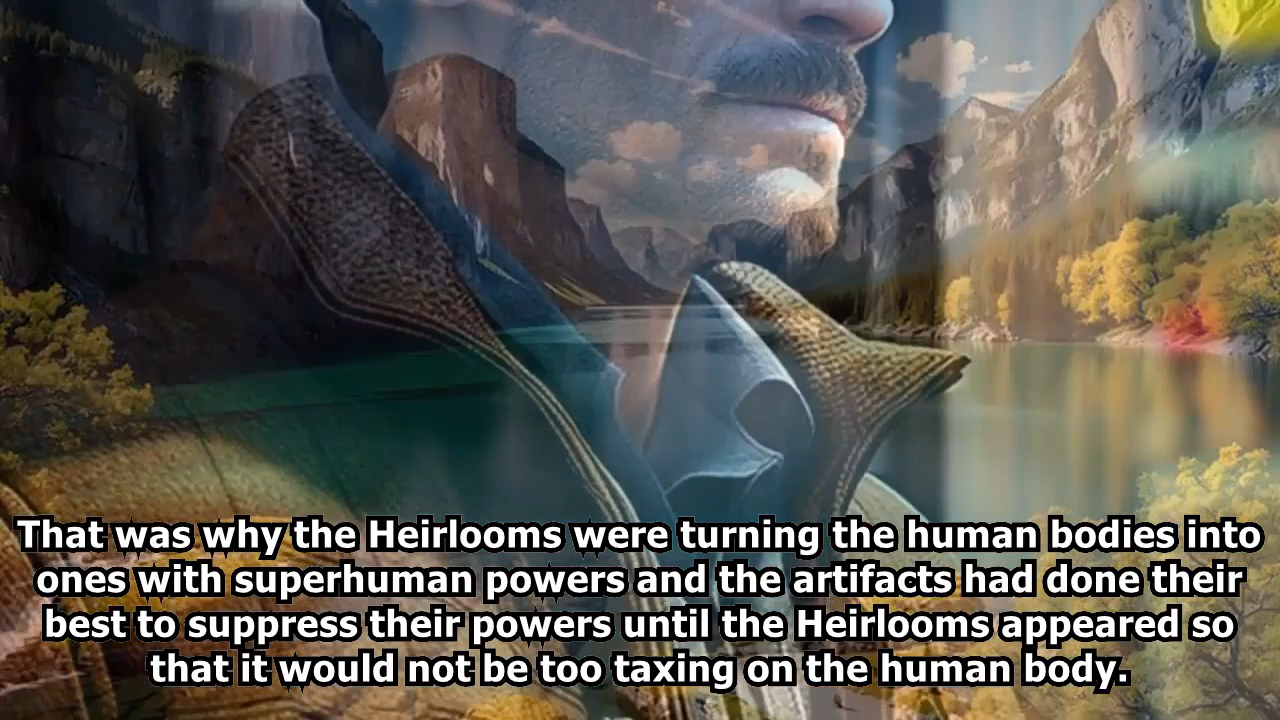 That was why the Heirlooms were turning the human bodies into
ones with superhuman powers and the artifacts had done their
best to suppress their powers until the Heirlooms appeared so
that it would not be too taxing on the human body.